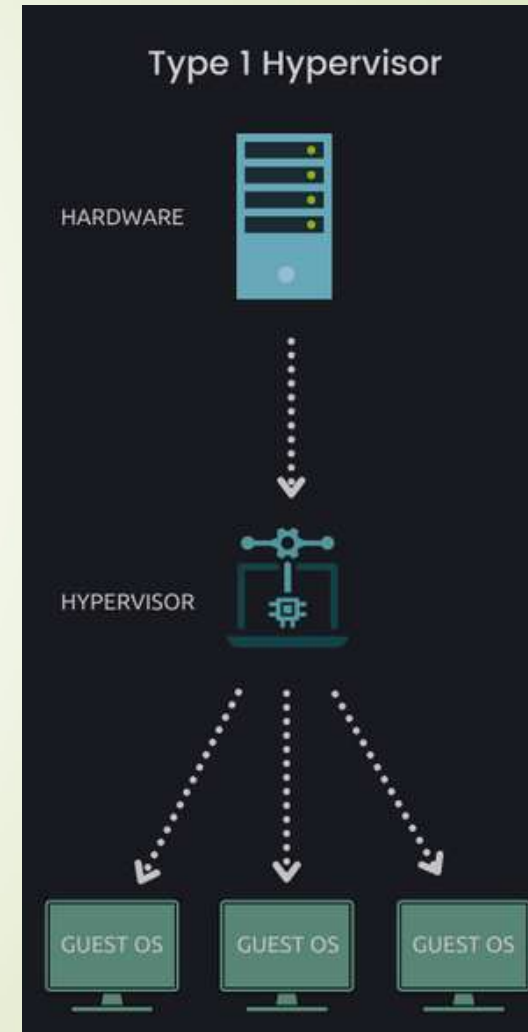 Type 1 Hypervisor
HARDWARE
HYPERVISOR
GUEST OS
GUEST OS
GUEST OS